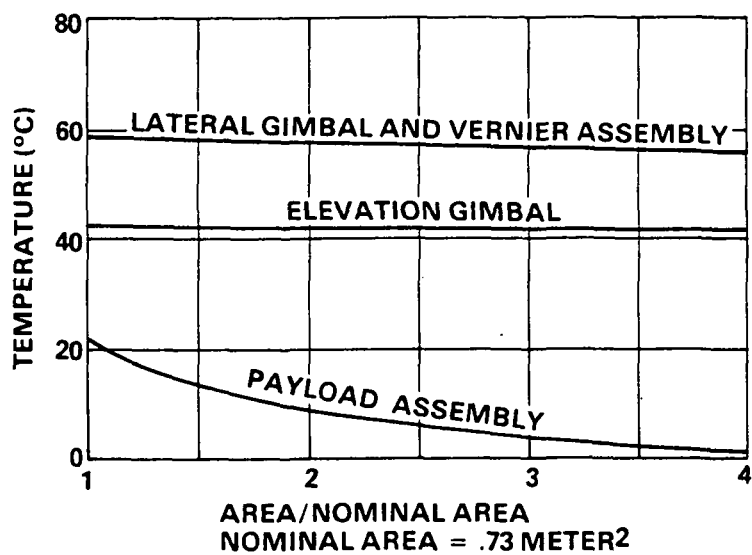 80
60
40
20
0
TEMPERATURE (°C)
LATERAL GIMBAL AND VERNIER ASSEMBLY
ELEVATION GIMBAL
PAYLOAD ASSEMBLY
1 2 3 4
AREA/NOMINAL AREA
NOMINAL AREA = .73 METER²